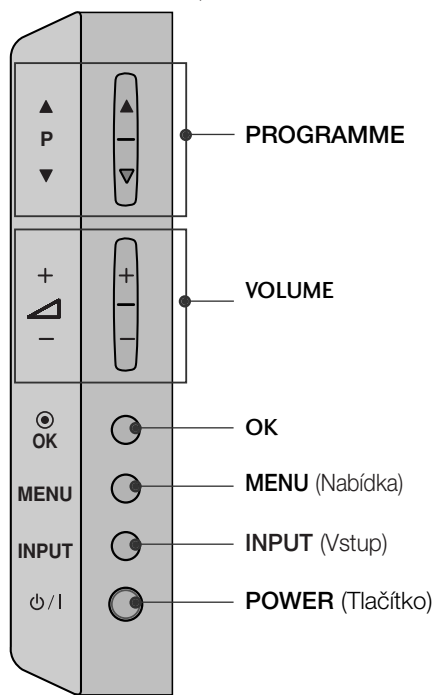 P
PROGRAMME
+ +
VOLUME
− −
OK
OK
MENU
MENU (Nabídka)
INPUT
INPUT (Vstup)
/ I
POWER (Tlačítko)